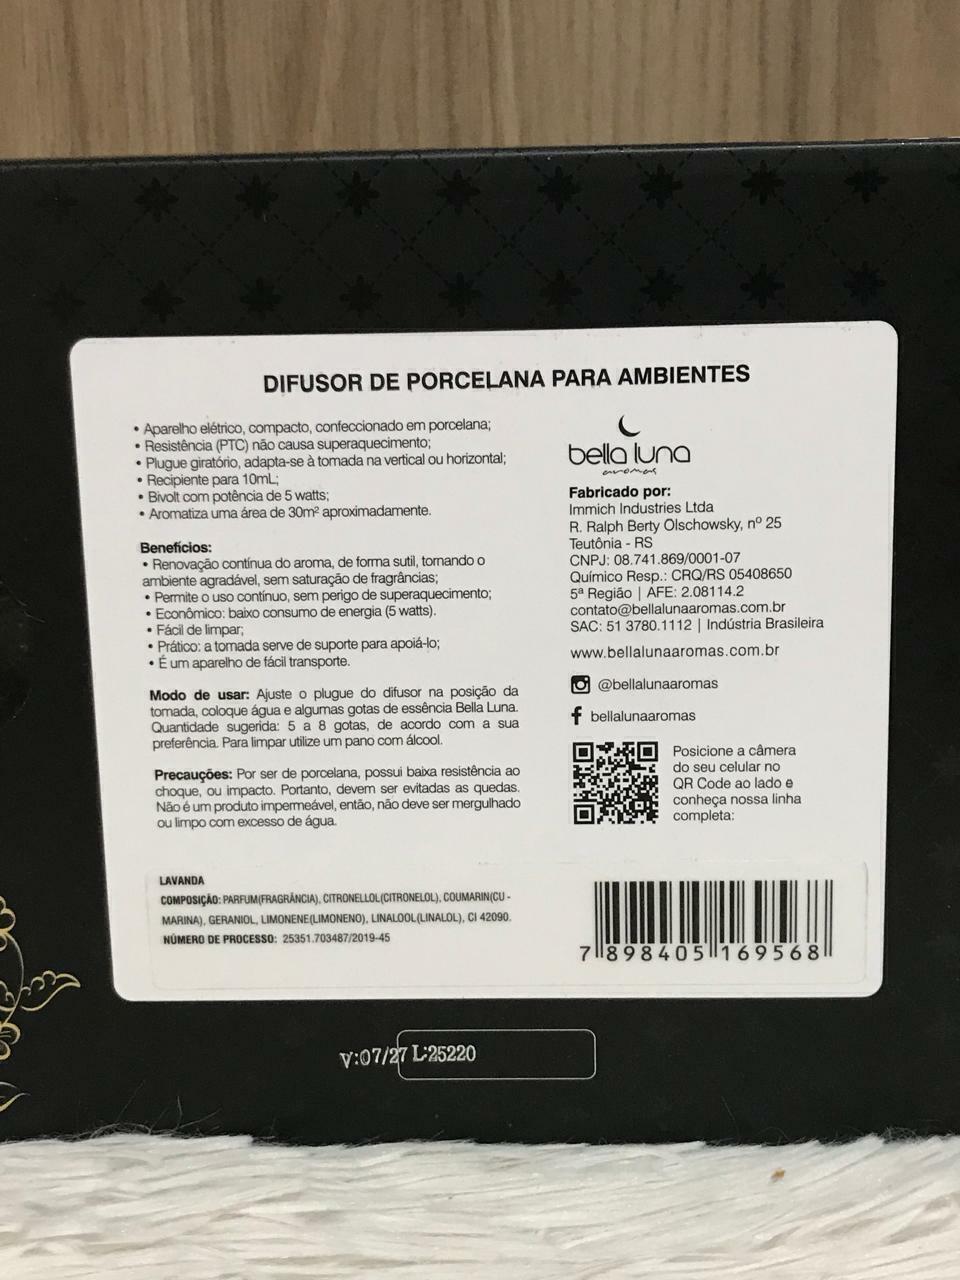 DIFUSOR DE PORCELANA PARA AMBIENTES
• Aparelho elétrico, compacto, confeccionado em porcelana;
• Resistência (PTC) não causa superaquecimento;
• Plugue giratório, adapta-se à tomada na vertical ou horizontal;
• Recipiente para 10mL;
• Bivolt com potência de 5 watts;
• Aromatiza uma área de 30m² aproximadamente.
Benefícios:
• Renovação contínua do aroma, de forma sutil, tornando o
ambiente agradável, sem saturação de fragrâncias;
• Permite o uso contínuo, sem perigo de superaquecimento;
• Econômico: baixo consumo de energia (5 watts).
• Fácil de limpar;
• Prático: a tomada serve de suporte para apoiá-lo;
• É um aparelho de fácil transporte.
Modo de usar: Ajuste o plugue do difusor na posição da
tomada, coloque água e algumas gotas de essência Bella Luna.
Quantidade sugerida: 5 a 8 gotas, de acordo com a sua
preferência. Para limpar utilize um pano com álcool.
Precauções: Por ser de porcelana, possui baixa resistência ao
choque, ou impacto. Portanto, devem ser evitadas as quedas.
Não é um produto impermeável, então, não deve ser mergulhado
ou limpo com excesso de água.
bella luna
aromas
Fabricado por:
Immich Industries Ltda
R. Ralph Berty Olschowsky, nº 25
Teutônia - RS
CNPJ: 08.741.869/0001-07
Químico Resp.: CRQ/RS 05408650
5ª Região | AFE: 2.08114.2
contato@bellalunaaromas.com.br
SAC: 51 3780.1112 | Indústria Brasileira
www.bellalunaaromas.com.br
@bellalunaaromas
bellalunaaromas
Posicione a câmera
do seu celular no
QR Code ao lado e
conheça nossa linha
completa:
LAVANDA
COMPOSIÇÃO: PARFUM(FRAGRÂNCIA), CITRONELLOL(CITRONELOL), COUMARIN(CU-
MARINA), GERANIOL, LIMONENE(LIMONENO), LINALOOL(LINALOL), CI 42090.
NÚMERO DE PROCESSO: 25351.703487/2019-45
7 898405 169568
V:07/27 L:25220